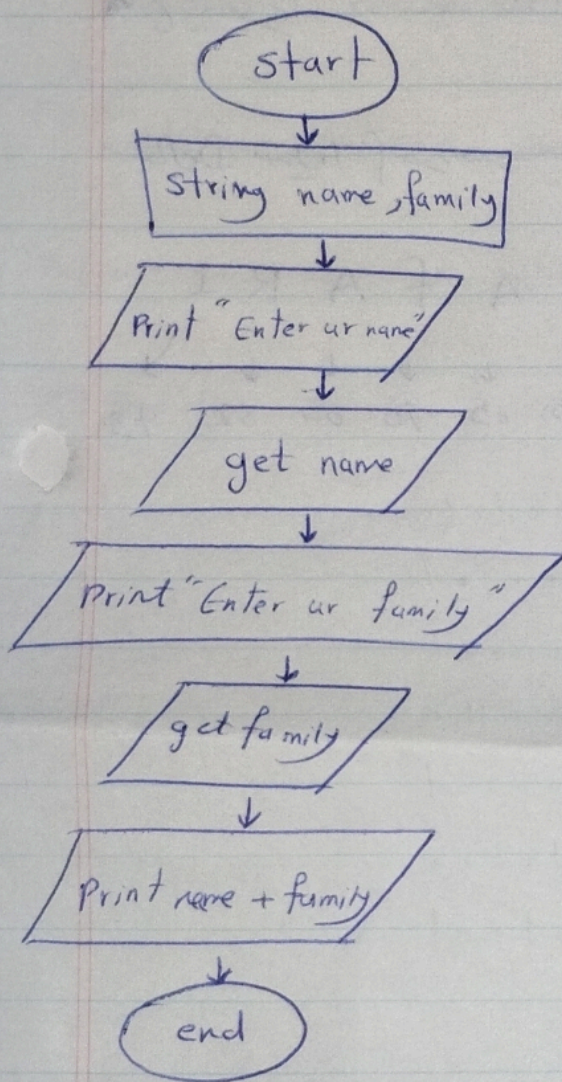 start
string name, family
Print "Enter ur name"
get name
Print "Enter ur family"
get family
Print name + family
end